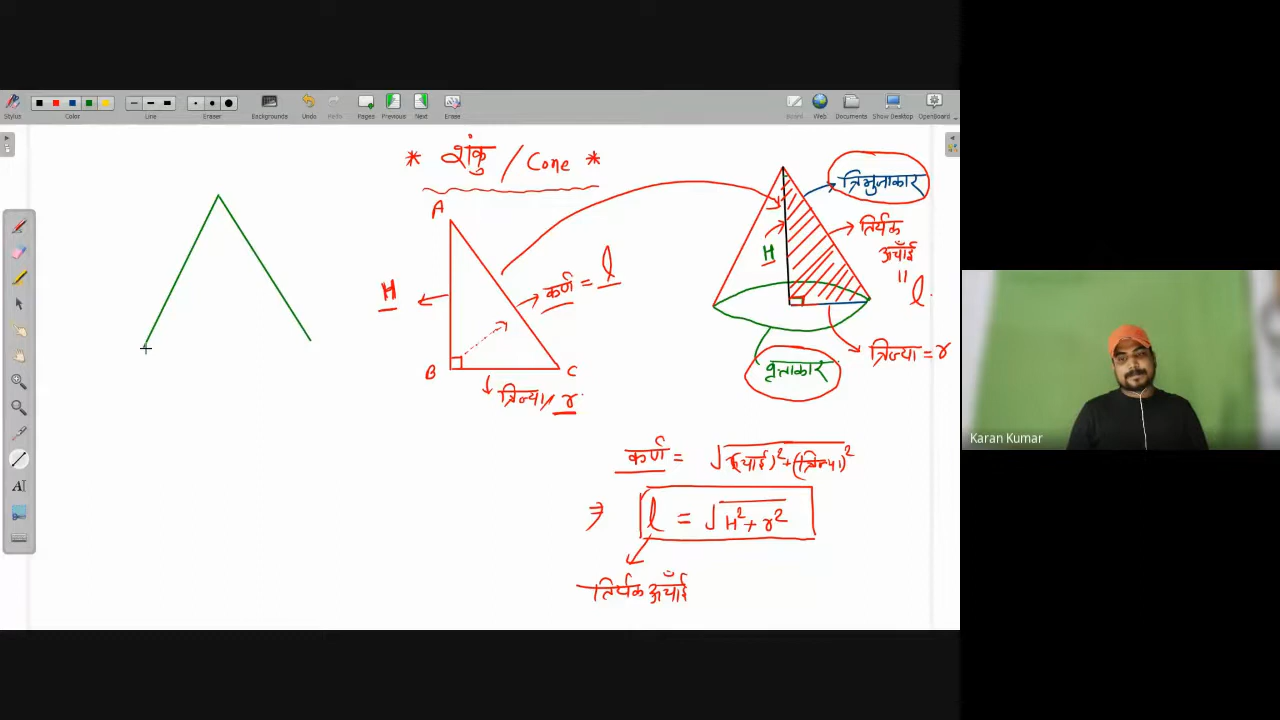 Stylus Color Line Eraser Backgrounds Undo Redo Pages Previous Next Erase Board Web Documents Show Desktop OpenBoard
* शंकु / Cone *
A
त्रिभुजाकार
H
कर्ण = l
H
तिर्यक
ऊँचाई
"
l
B
C
त्रिज्या / r
त्रिज्या = r
वृत्ताकार
Karan Kumar
कर्ण = √(ऊँचाई)²+(त्रिज्या)²
⇒ l = √H²+r²
तिर्यक ऊँचाई